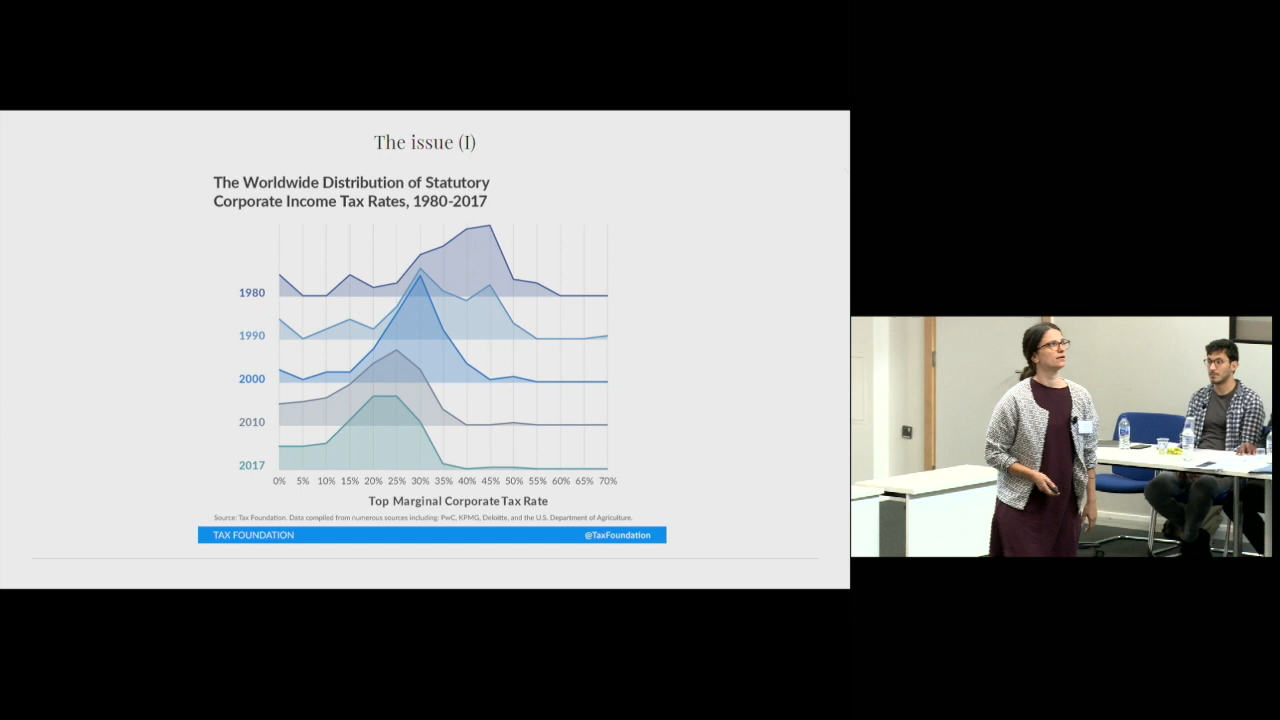 The issue (I)
The Worldwide Distribution of Statutory
Corporate Income Tax Rates, 1980-2017
1980
1990
2000
2010
2017
0% 5% 10% 15% 20% 25% 30% 35% 40% 45% 50% 55% 60% 65% 70%
Top Marginal Corporate Tax Rate
Source: Tax Foundation. Data compiled from numerous sources including: PwC, KPMG, Deloitte, and the U.S. Department of Agriculture.
TAX FOUNDATION
@TaxFoundation